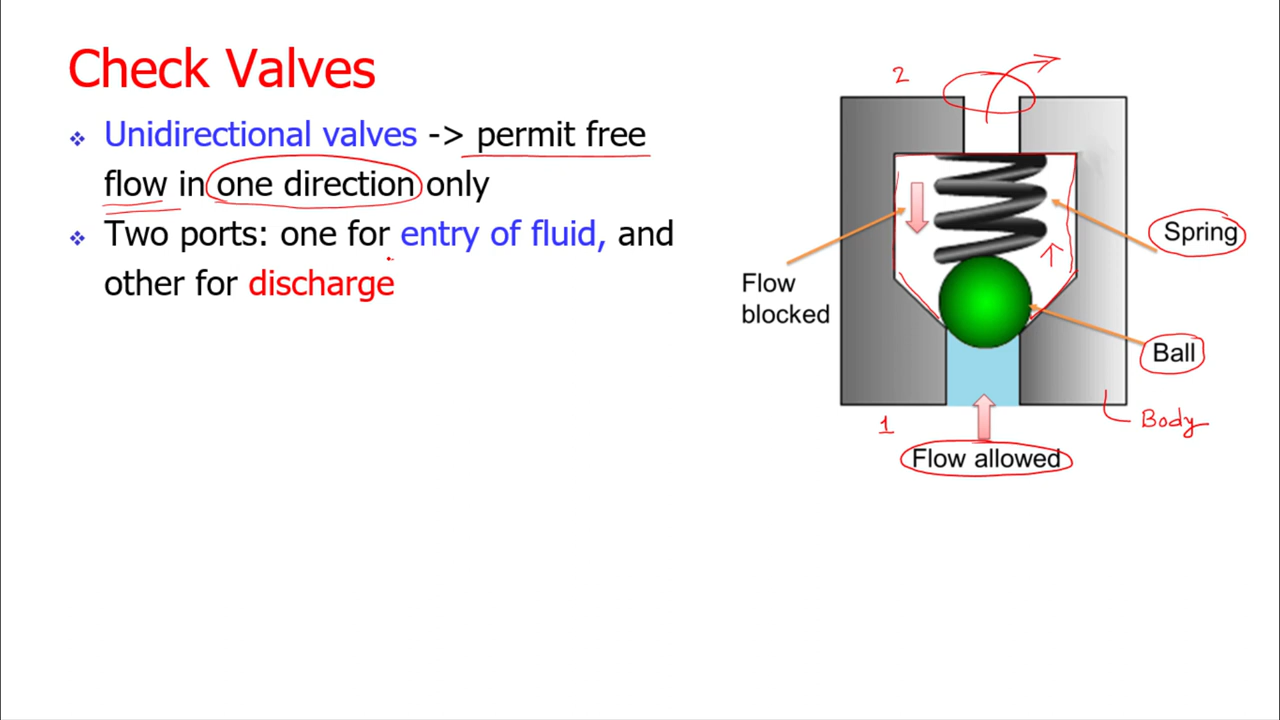 Check Valves
❖ Unidirectional valves -> permit free
flow in one direction only
❖ Two ports: one for entry of fluid, and
other for discharge
2
Spring
Flow
blocked
Ball
1
Body
Flow allowed